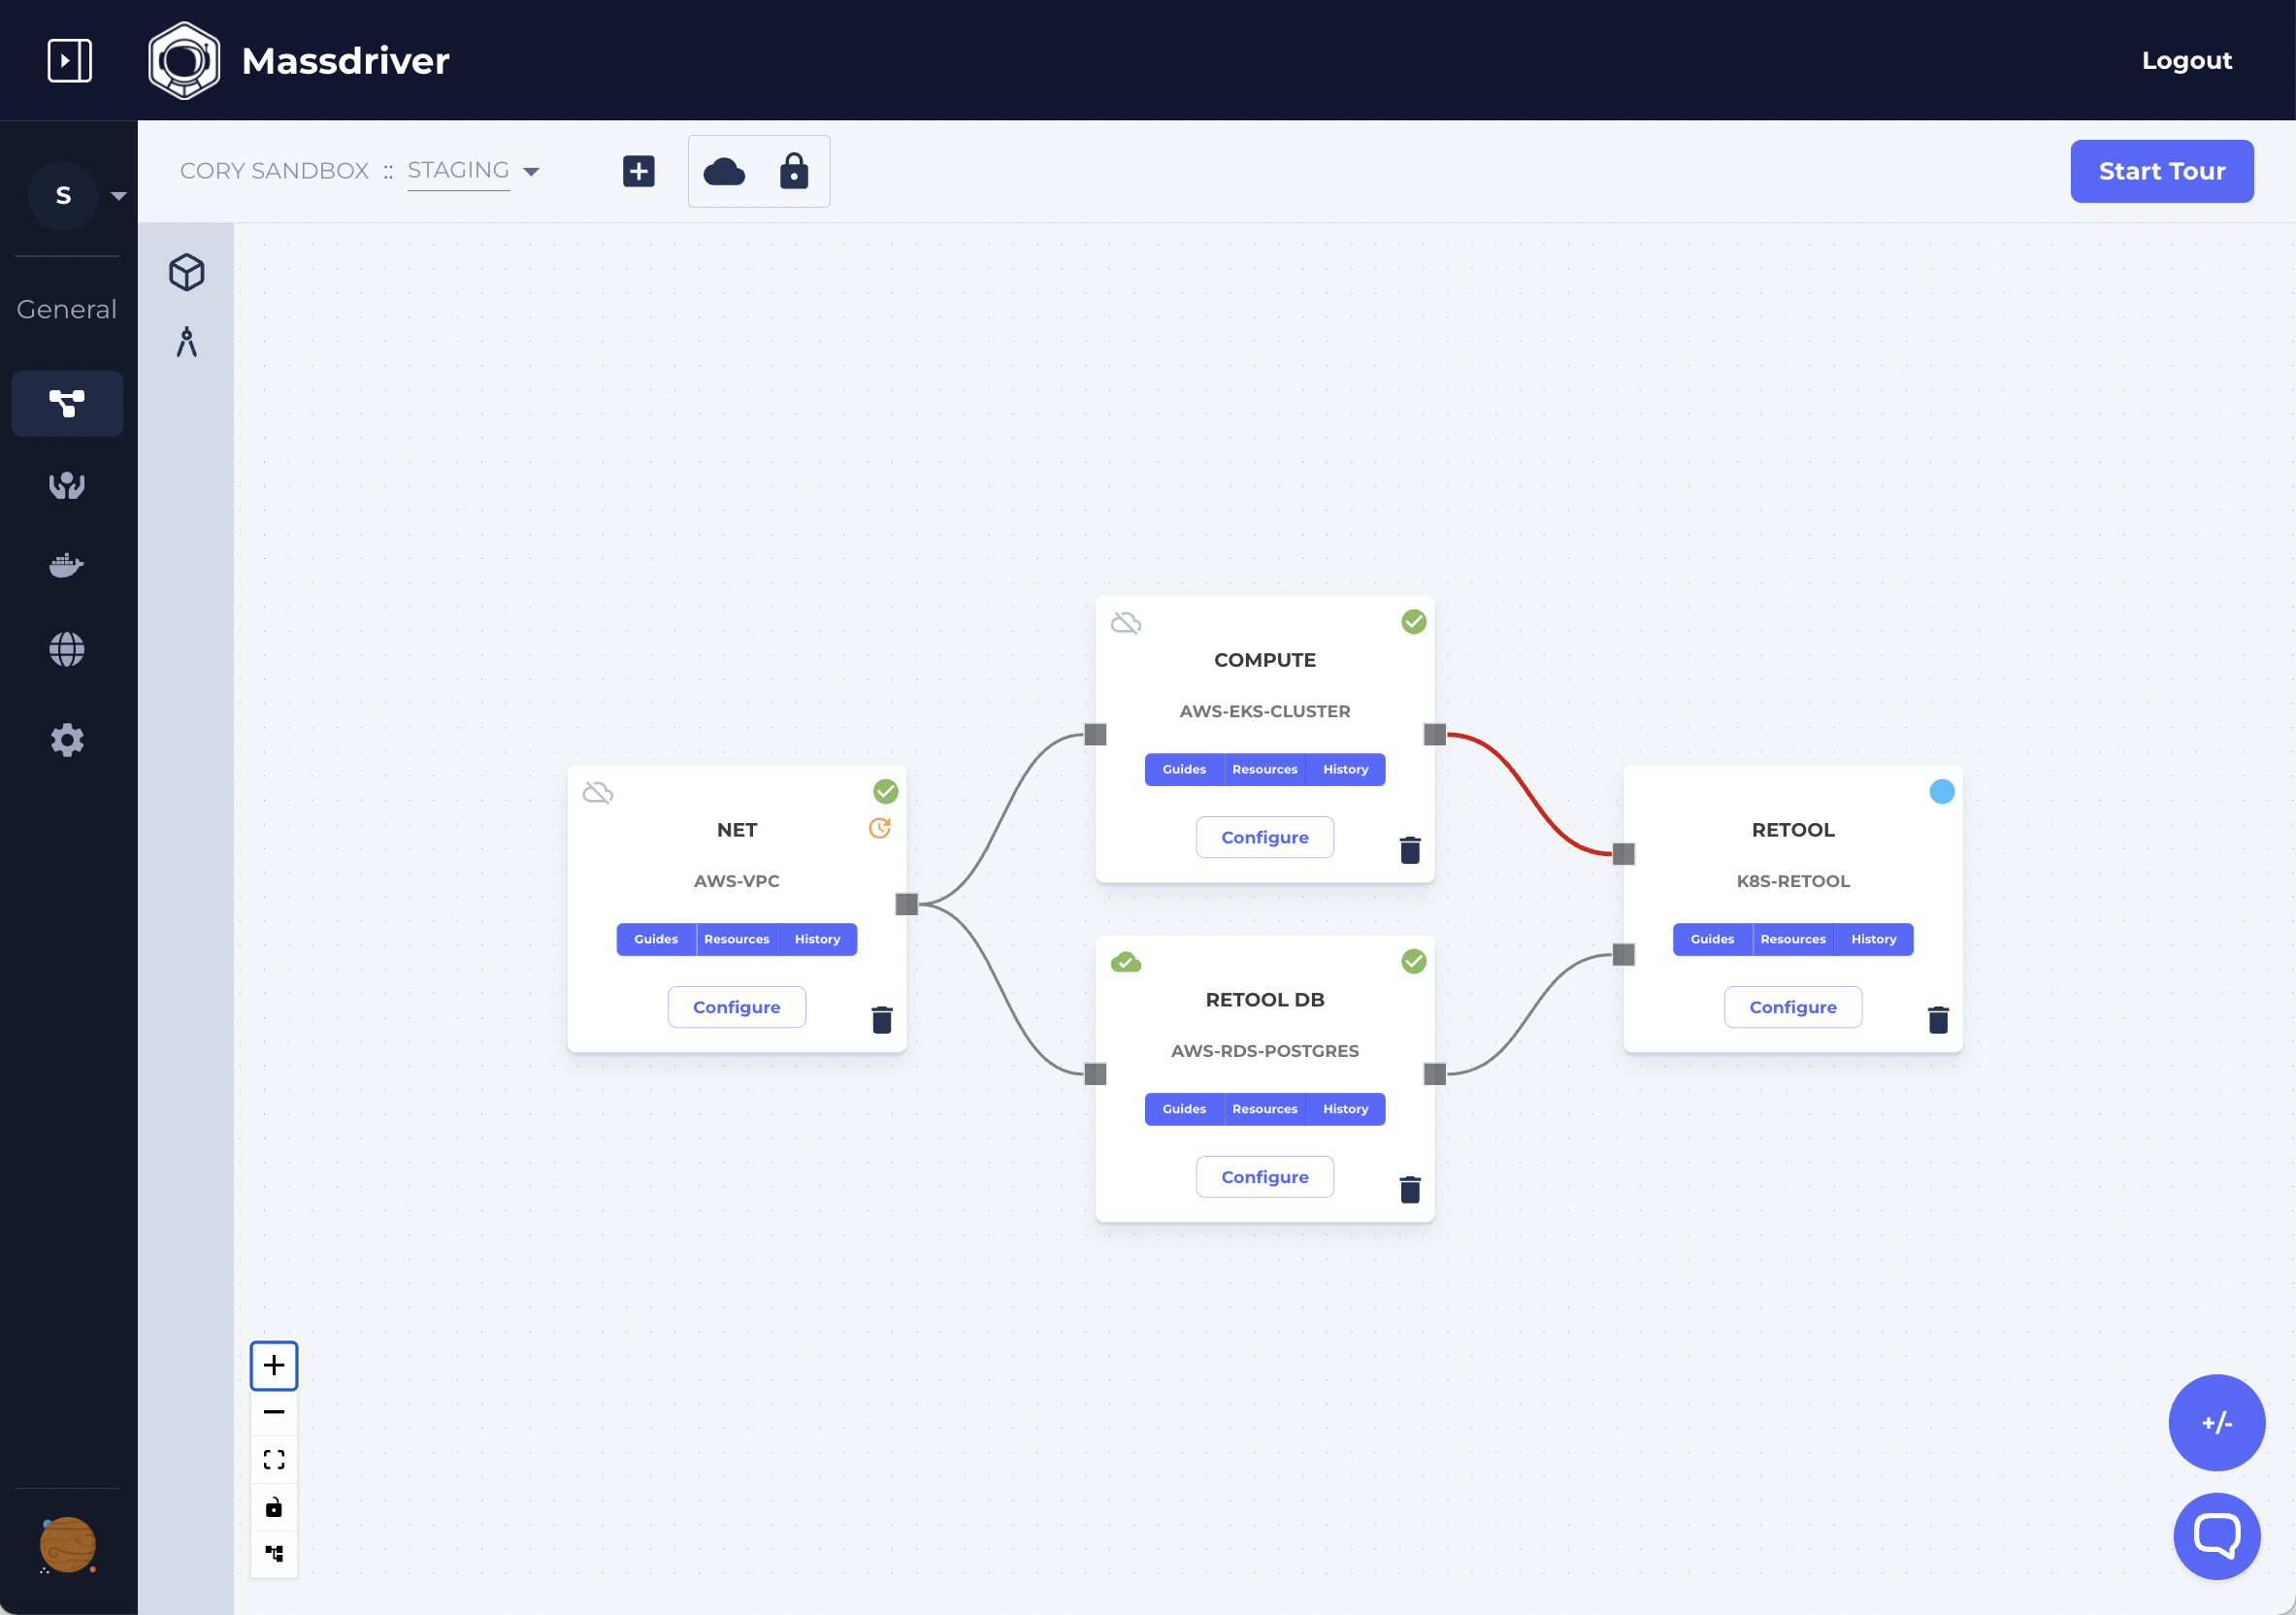 Massdriver
Logout
S
CORY SANDBOX :: STAGING
Start Tour
General
COMPUTE
AWS-EKS-CLUSTER
Guides Resources History
Configure
NET
AWS-VPC
Guides Resources History
Configure
RETOOL
K8S-RETOOL
Guides Resources History
Configure
RETOOL DB
AWS-RDS-POSTGRES
Guides Resources History
Configure
+/-